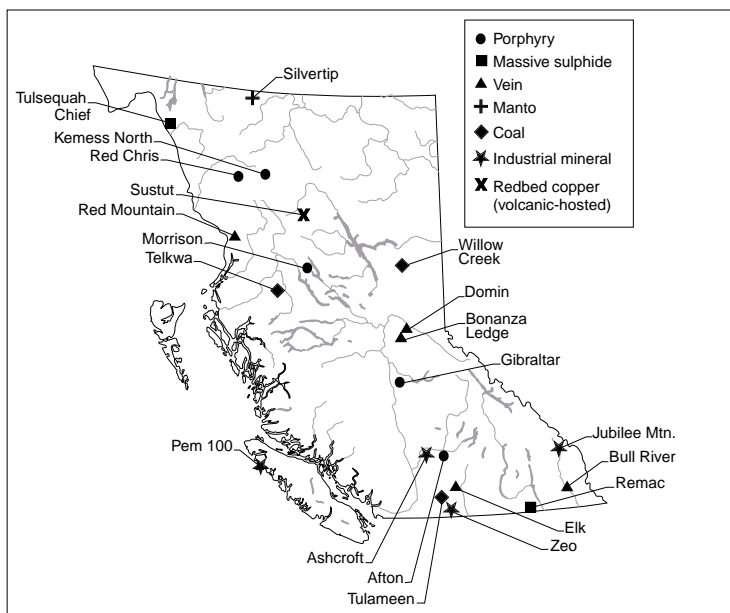 Porphyry
Massive sulphide
Vein
Manto
Coal
Industrial mineral
Redbed copper
(volcanic-hosted)
Silvertip
Tulsequah
Chief
Kemess North
Red Chris
Sustut
Red Mountain
Morrison
Telkwa
Willow
Creek
Domin
Bonanza
Ledge
Gibraltar
Pem 100
Jubilee Mtn.
Bull River
Remac
Elk
Zeo
Ashcroft
Afton
Tulameen